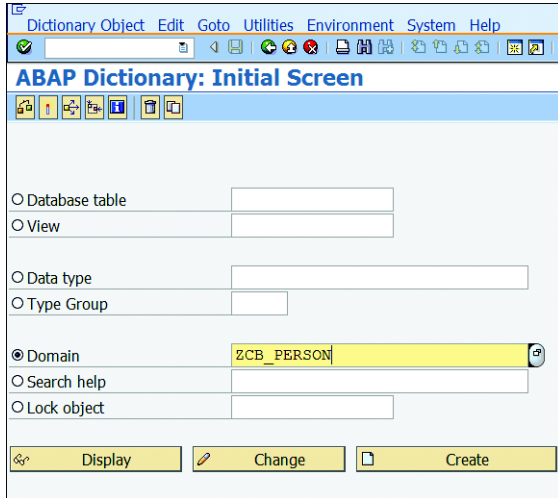 Dictionary Object Edit Goto Utilities Environment System Help
ABAP Dictionary: Initial Screen
Database table
View
Data type
Type Group
Domain ZCB_PERSON
Search help
Lock object
Display Change Create